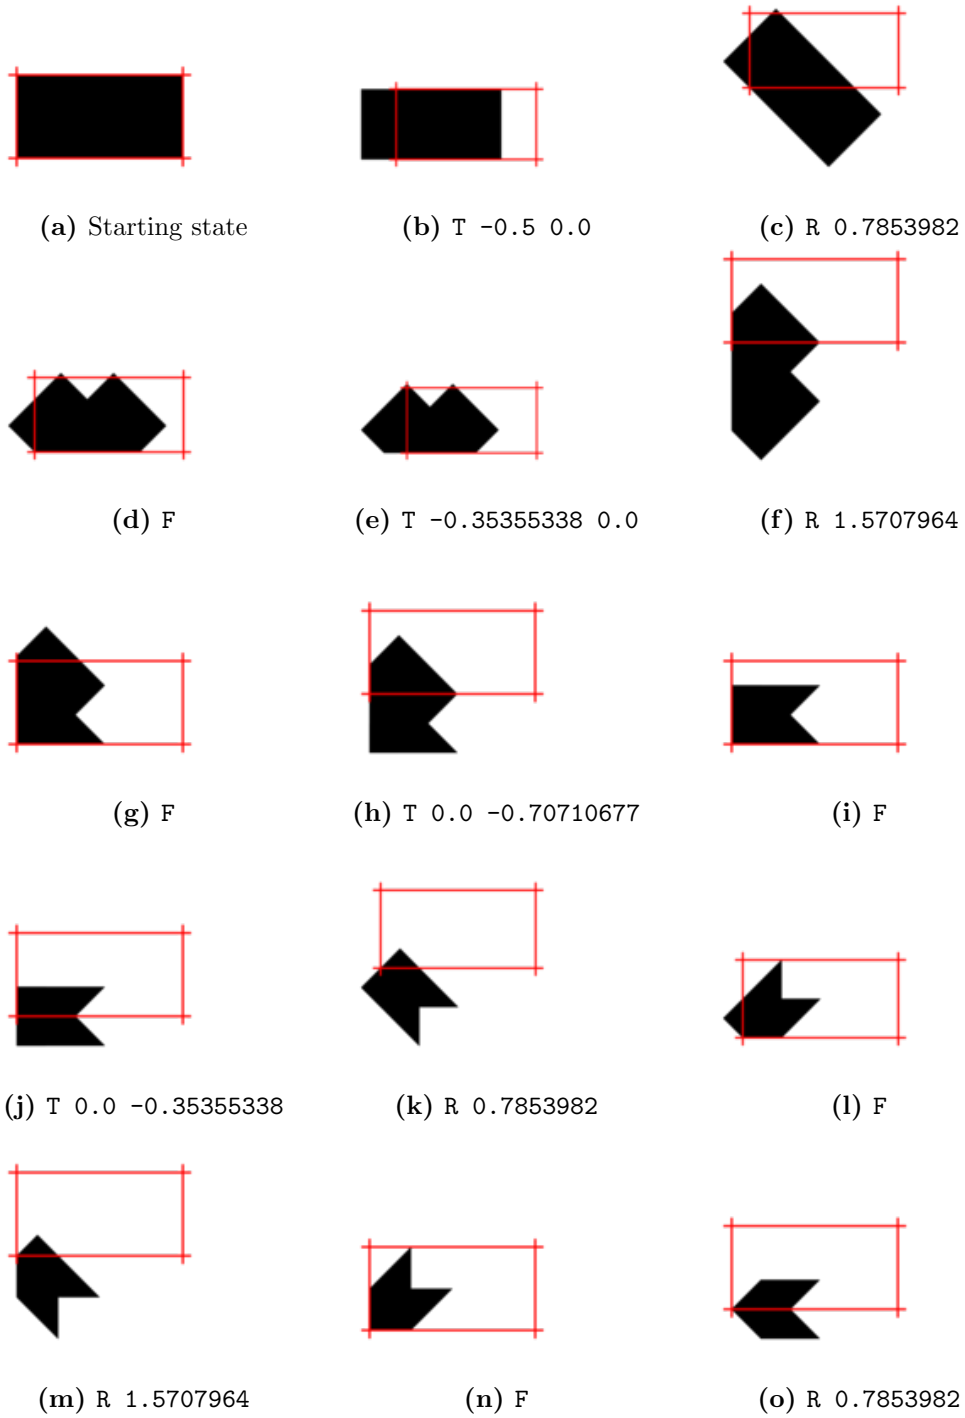 (a) Starting state
(b) T -0.5 0.0
(c) R 0.7853982
(d) F
(e) T -0.35355338 0.0
(f) R 1.5707964
(g) F
(h) T 0.0 -0.70710677
(i) F
(j) T 0.0 -0.35355338
(k) R 0.7853982
(l) F
(m) R 1.5707964
(n) F
(o) R 0.7853982